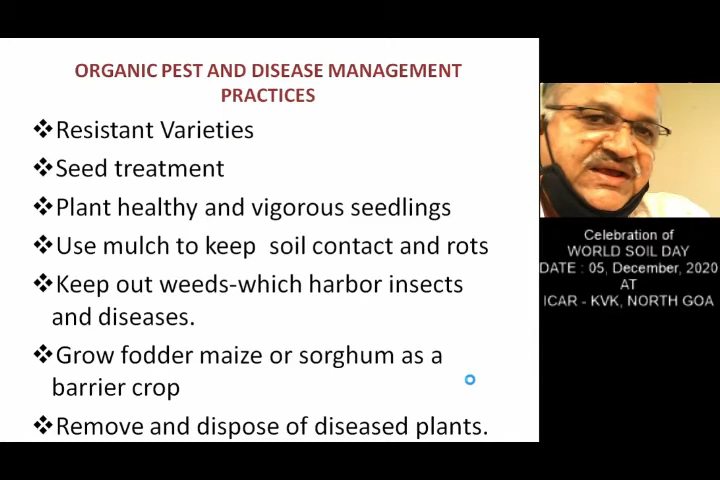 ORGANIC PEST AND DISEASE MANAGEMENT
PRACTICES
❖Resistant Varieties
❖Seed treatment
❖Plant healthy and vigorous seedlings
❖Use mulch to keep  soil contact and rots
❖Keep out weeds-which harbor insects
and diseases.
❖Grow fodder maize or sorghum as a
barrier crop
❖Remove and dispose of diseased plants.
Celebration of
WORLD SOIL DAY
DATE : 05, December, 2020
AT
ICAR - KVK, NORTH GOA